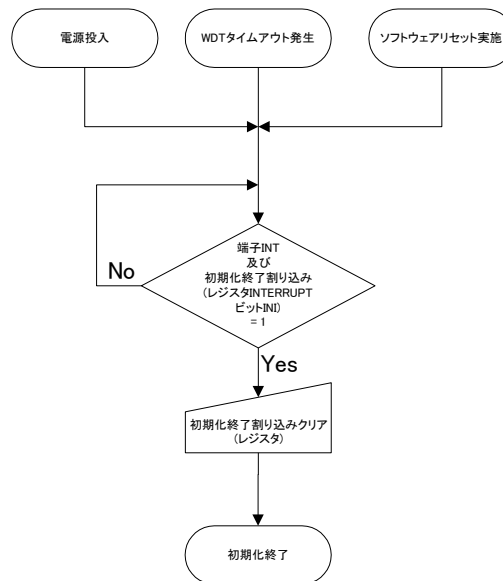 電源投入
WDTタイムアウト発生
ソフトウェアリセット実施
端子INT
及び
初期化終了割り込み
(レジスタINTERRUPT
ビットINI)
= 1
No
Yes
初期化終了割り込みクリア
(レジスタ)
初期化終了